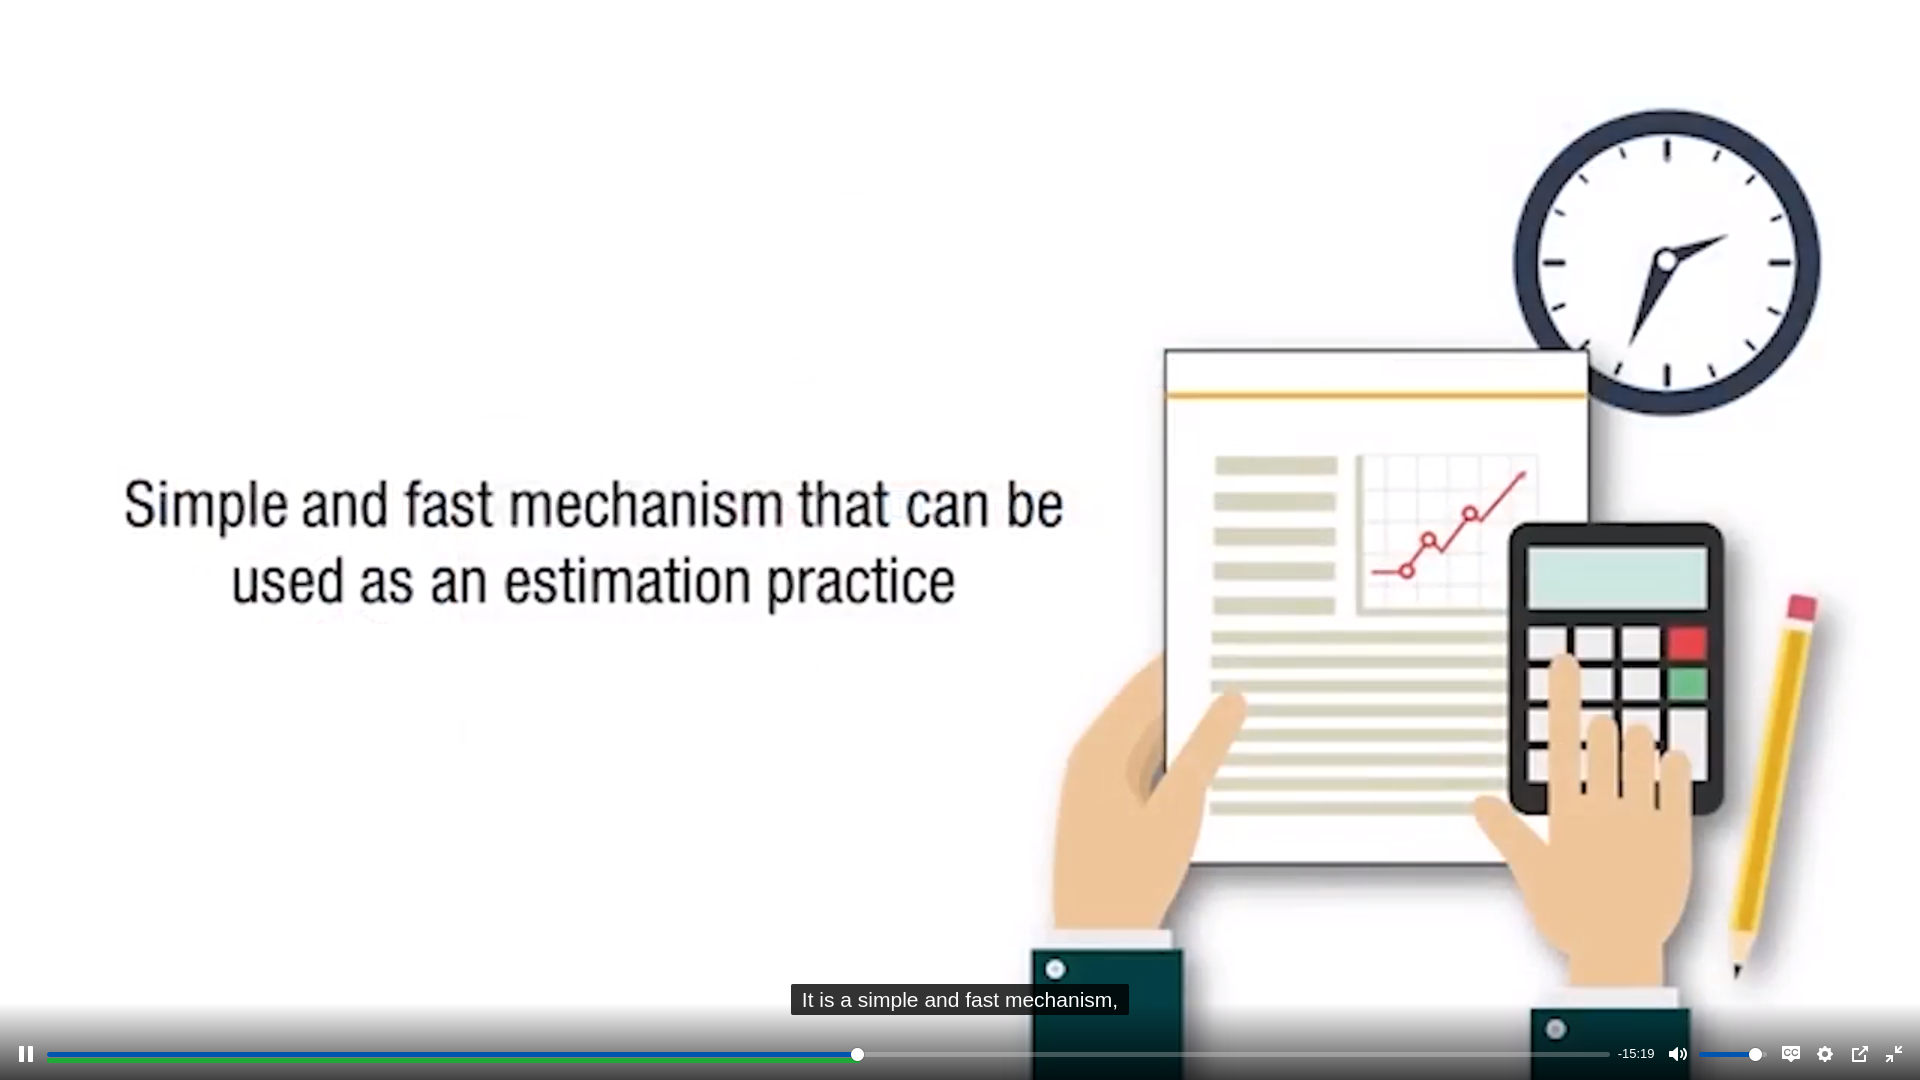 Simple and fast mechanism that can be
used as an estimation practice
It is a simple and fast mechanism,
-15:19
CC